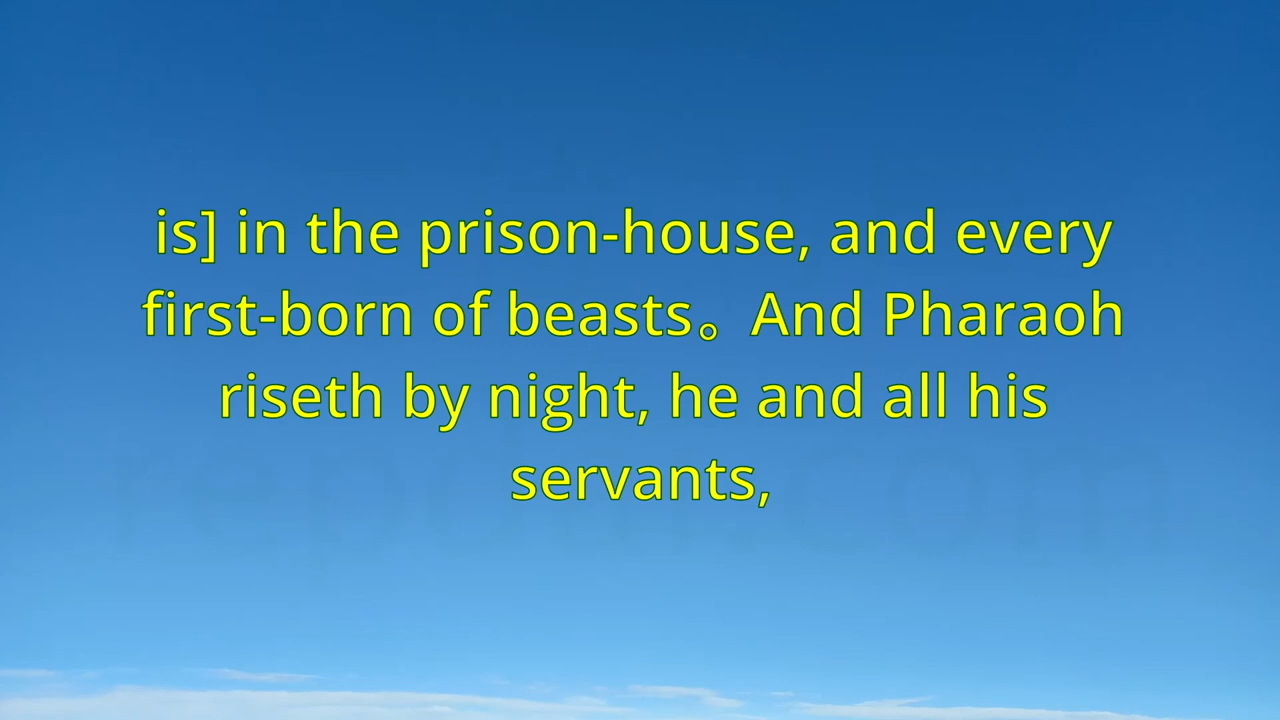 is] in the prison-house, and every
first-born of beasts。And Pharaoh
riseth by night, he and all his
servants,